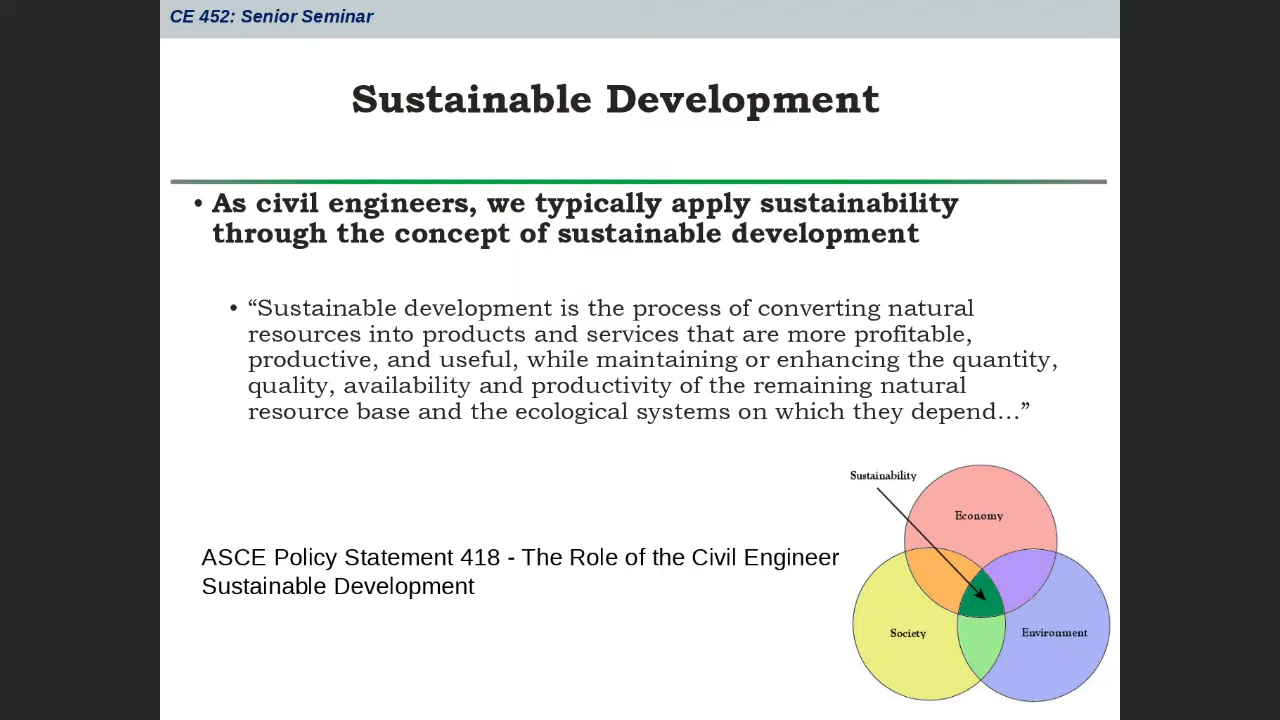 CE 452: Senior Seminar
Sustainable Development
• As civil engineers, we typically apply sustainability
through the concept of sustainable development
• “Sustainable development is the process of converting natural
resources into products and services that are more profitable,
productive, and useful, while maintaining or enhancing the quantity,
quality, availability and productivity of the remaining natural
resource base and the ecological systems on which they depend…”
ASCE Policy Statement 418 - The Role of the Civil Engineer
Sustainable Development
Sustainability
Economy
Society
Environment